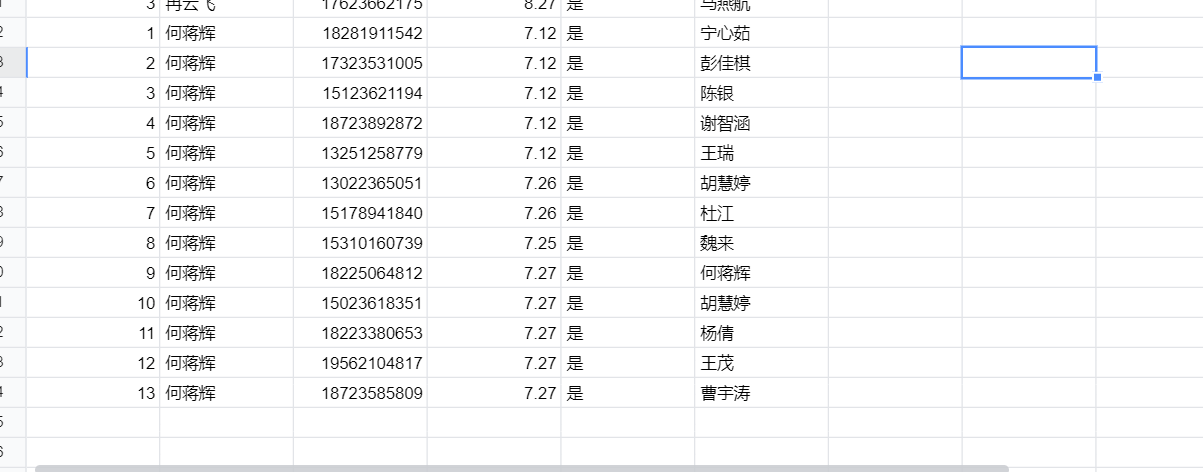 3 冉云飞 17623662175 8.27 是 马燕航
1 何蒋辉 18281911542 7.12 是 宁心茹
2 何蒋辉 17323531005 7.12 是 彭佳棋
3 何蒋辉 15123621194 7.12 是 陈银
4 何蒋辉 18723892872 7.12 是 谢智涵
5 何蒋辉 13251258779 7.12 是 王瑞
6 何蒋辉 13022365051 7.26 是 胡慧婷
7 何蒋辉 15178941840 7.26 是 杜江
8 何蒋辉 15310160739 7.25 是 魏来
9 何蒋辉 18225064812 7.27 是 何蒋辉
10 何蒋辉 15023618351 7.27 是 胡慧婷
11 何蒋辉 18223380653 7.27 是 杨倩
12 何蒋辉 19562104817 7.27 是 王茂
13 何蒋辉 18723585809 7.27 是 曹宇涛